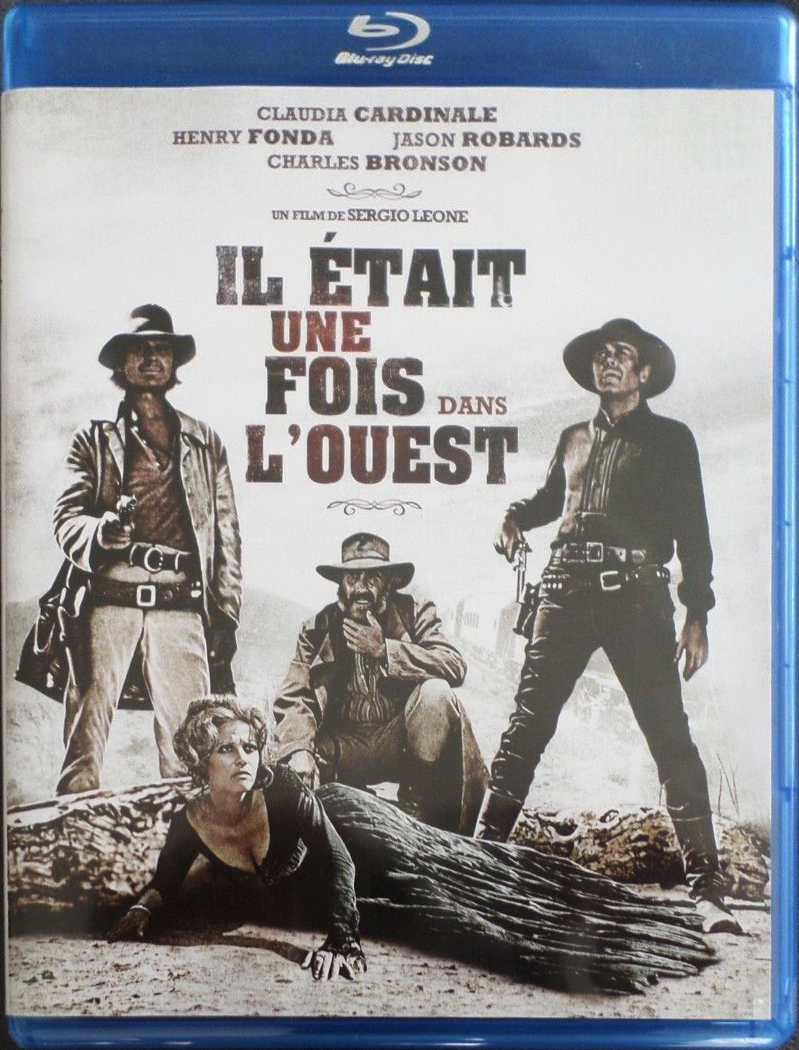 Blu-ray Disc
CLAUDIA CARDINALE
HENRY FONDA JASON ROBARDS
CHARLES BRONSON
UN FILM DE SERGIO LEONE
IL ÉTAIT
UNE
FOIS DANS
L'OUEST